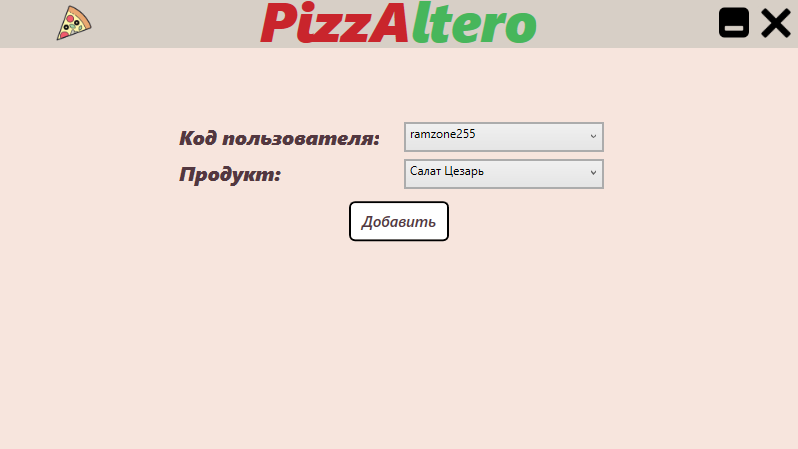 PizzAltero
Код пользователя: ramzone255
Продукт: Салат Цезарь
Добавить